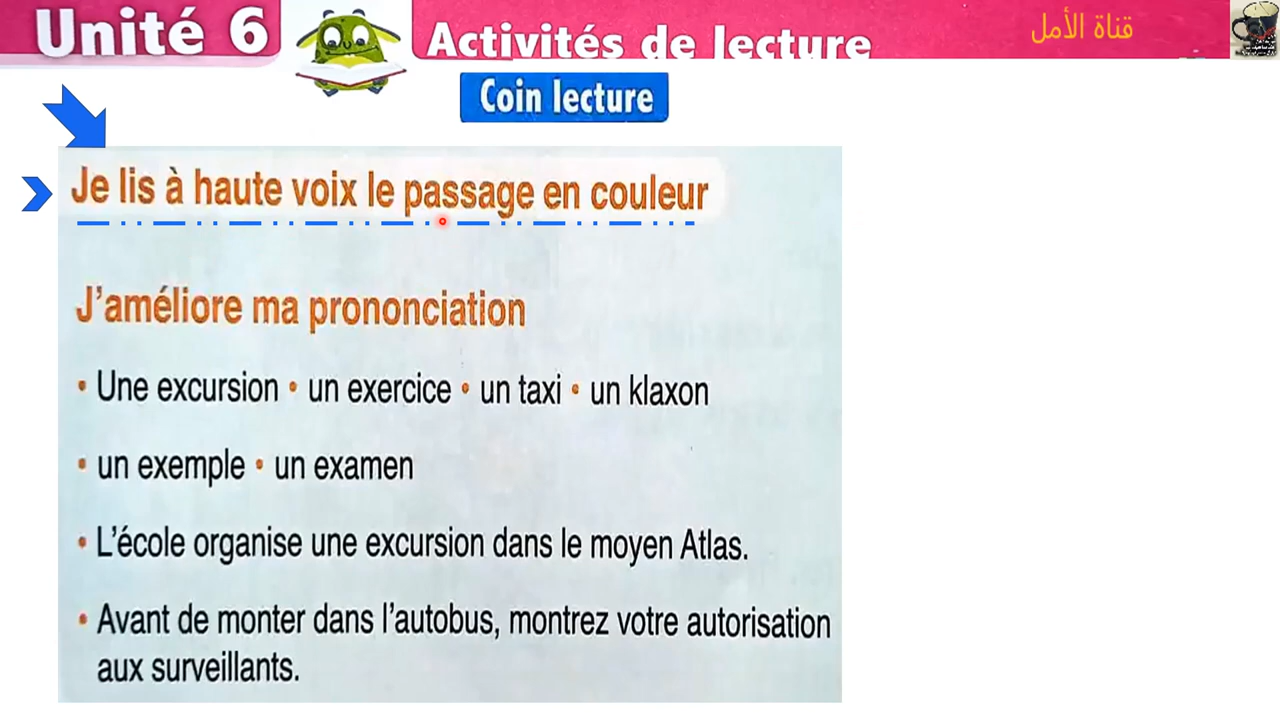 Unité 6
Activités de lecture
قناة الأمل
Coin lecture
Je lis à haute voix le passage en couleur
J'améliore ma prononciation
• Une excursion • un exercice • un taxi • un klaxon
• un exemple • un examen
• L'école organise une excursion dans le moyen Atlas.
• Avant de monter dans l'autobus, montrez votre autorisation
aux surveillants.